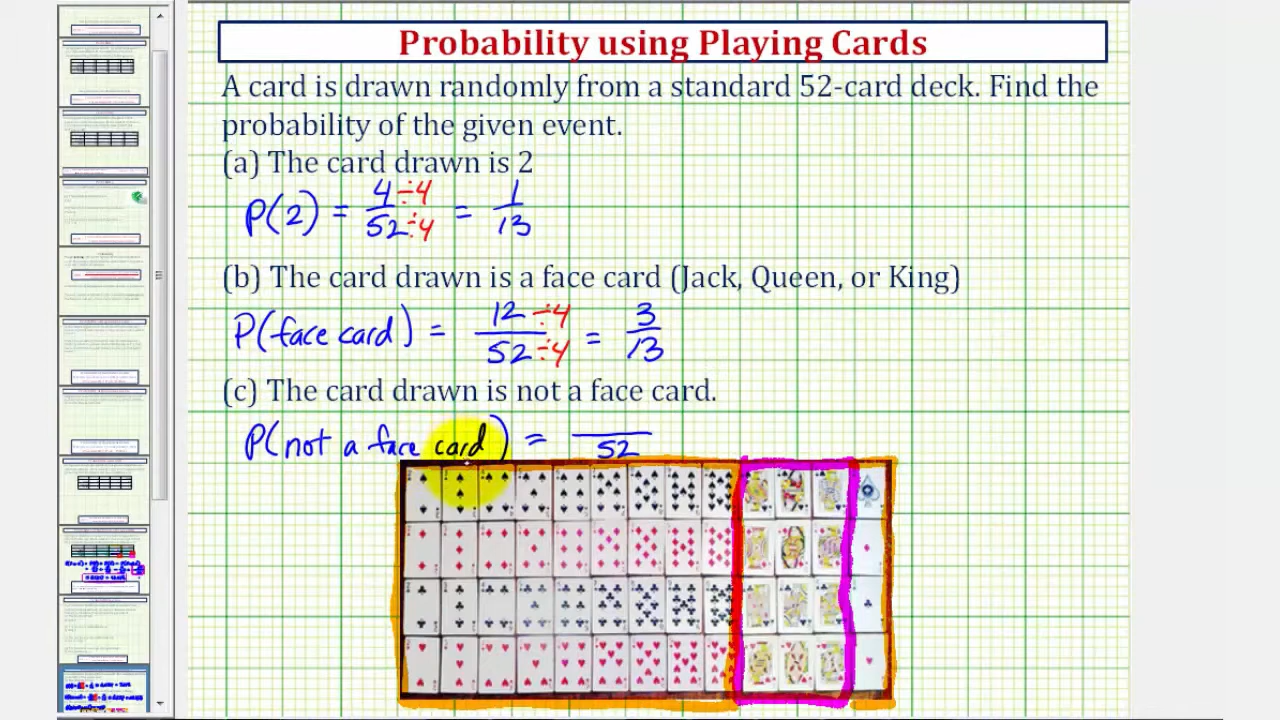 Probability using Playing Cards
A card is drawn randomly from a standard 52-card deck. Find the
probability of the given event.
(a) The card drawn is 2
P(2) = 4÷4 / 52÷4 = 1/13
(b) The card drawn is a face card (Jack, Queen, or King)
P(face card) = 12÷4 / 52÷4 = 3/13
(c) The card drawn is not a face card.
P(not a face card) = /52